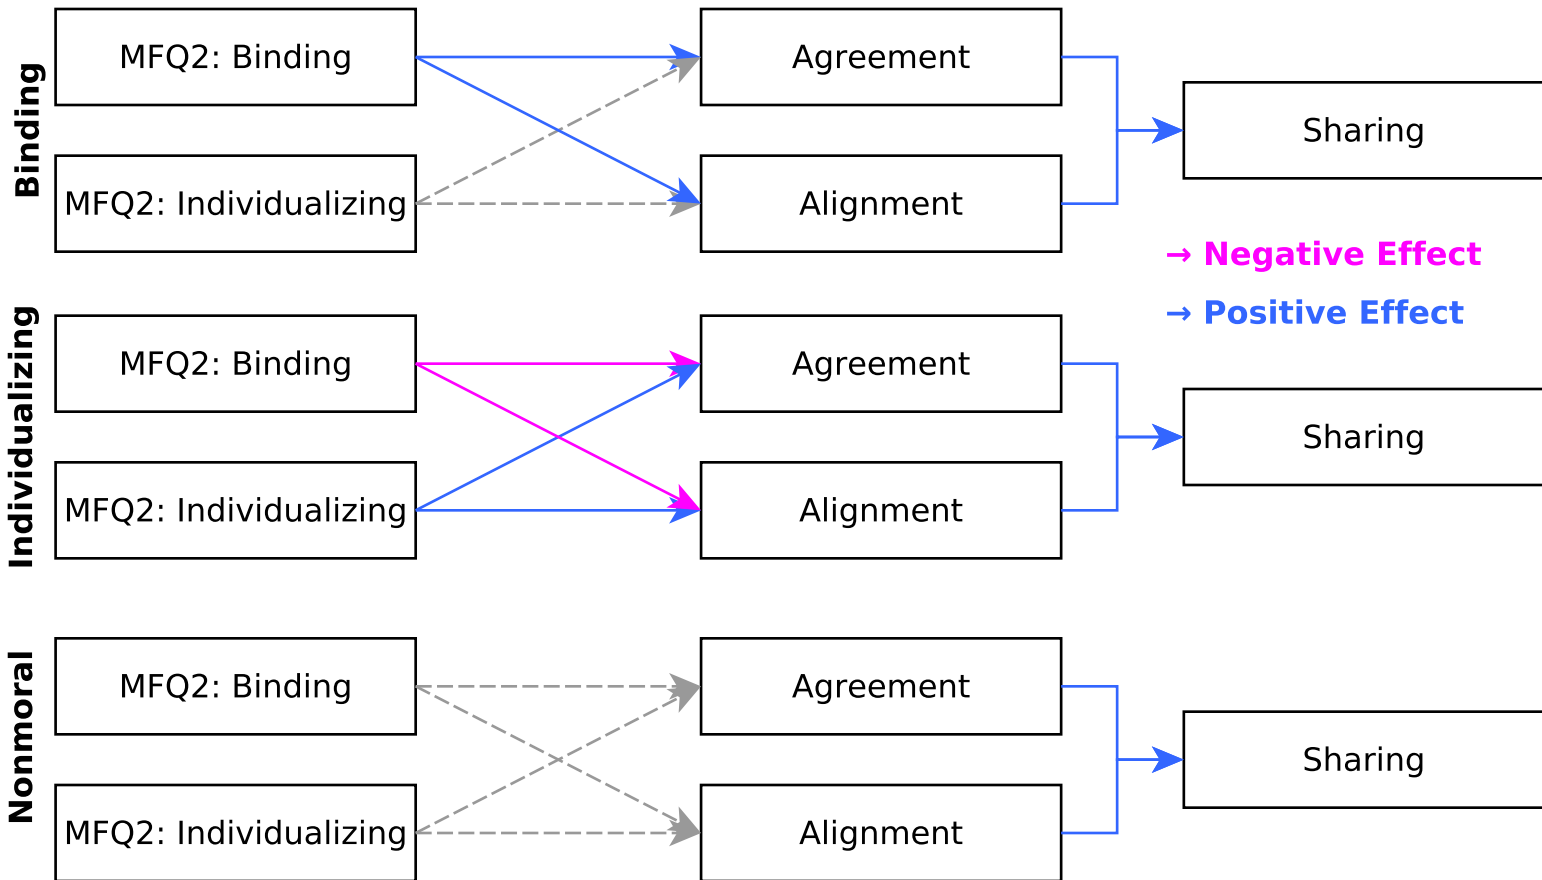 Binding
MFQ2: Binding
Agreement
MFQ2: Individualizing
Alignment
Sharing
→ Negative Effect
→ Positive Effect
Individualizing
MFQ2: Binding
Agreement
MFQ2: Individualizing
Alignment
Sharing
Nonmoral
MFQ2: Binding
Agreement
MFQ2: Individualizing
Alignment
Sharing